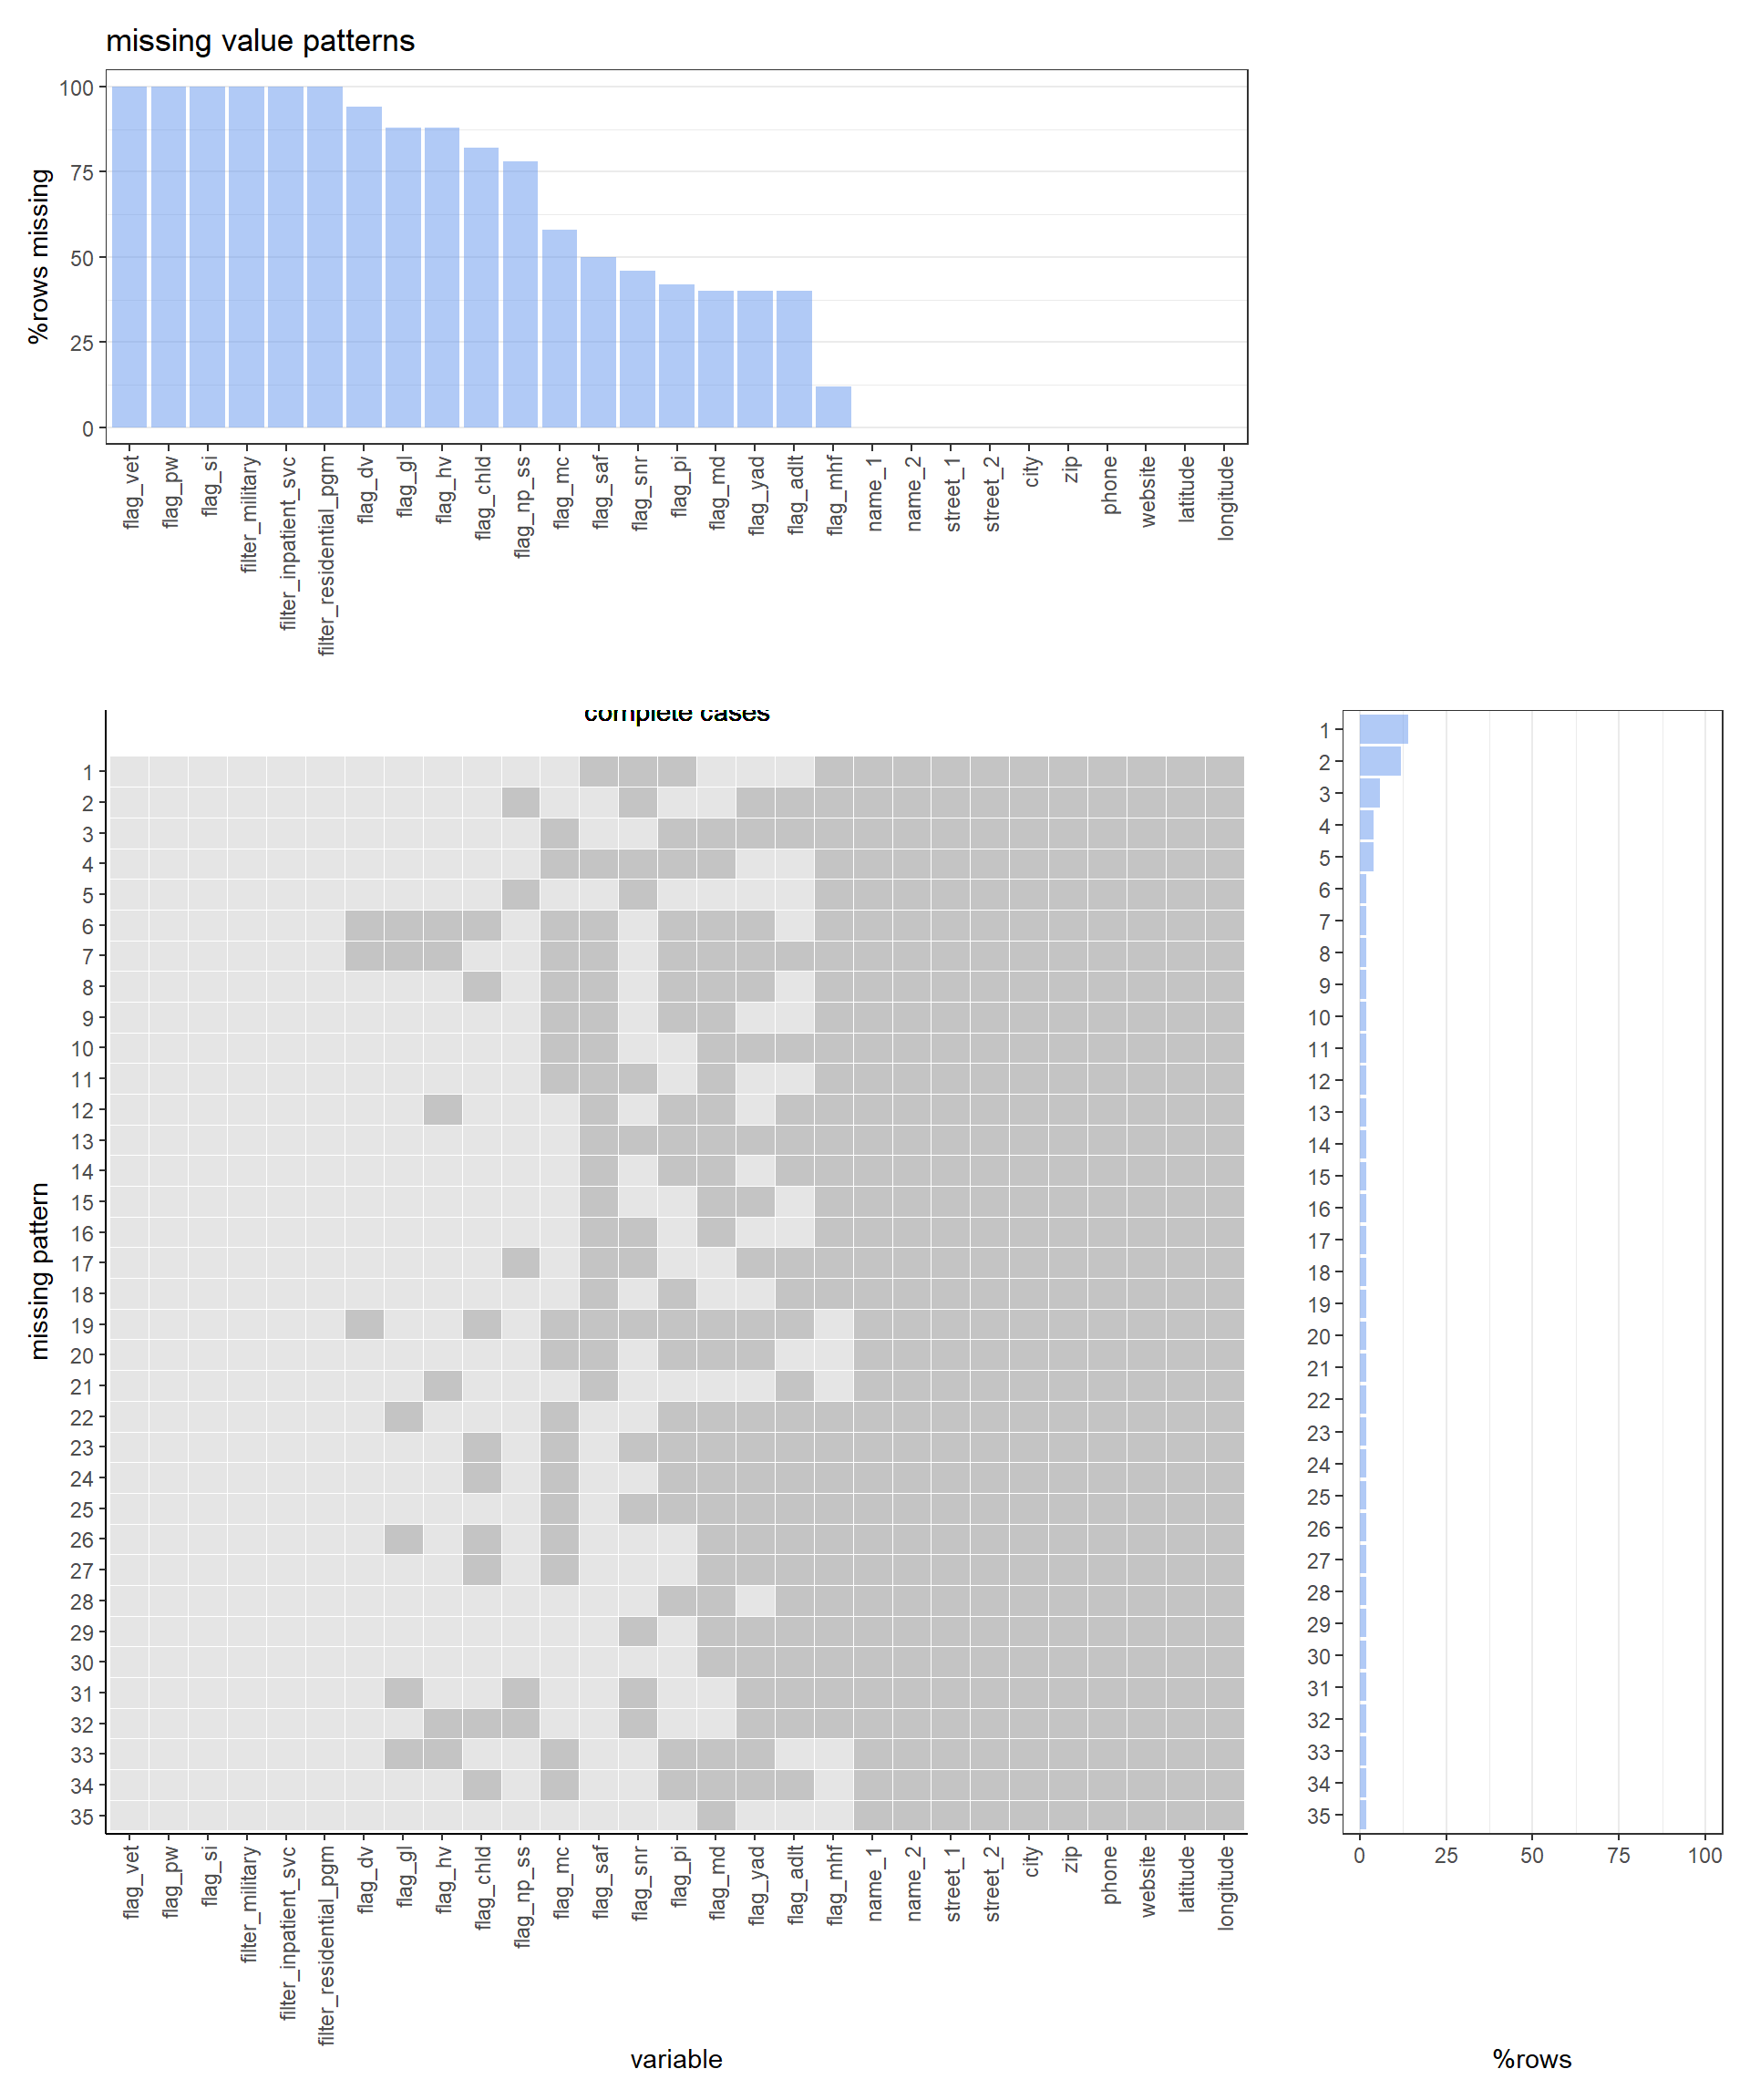 missing value patterns
100
75
50
25
0
%rows missing
flag_vet
flag_pw
flag_si
filter_military
filter_inpatient_svc
filter_residential_pgm
flag_dv
flag_gl
flag_hv
flag_chld
flag_np_ss
flag_mc
flag_saf
flag_snr
flag_pi
flag_md
flag_yad
flag_adlt
flag_mhf
name_1
name_2
street_1
street_2
city
zip
phone
website
latitude
longitude
complete cases
missing pattern
1
2
3
4
5
6
7
8
9
10
11
12
13
14
15
16
17
18
19
20
21
22
23
24
25
26
27
28
29
30
31
32
33
34
35
flag_vet
flag_pw
flag_si
filter_military
filter_inpatient_svc
filter_residential_pgm
flag_dv
flag_gl
flag_hv
flag_chld
flag_np_ss
flag_mc
flag_saf
flag_snr
flag_pi
flag_md
flag_yad
flag_adlt
flag_mhf
name_1
name_2
street_1
street_2
city
zip
phone
website
latitude
longitude
variable
1
2
3
4
5
6
7
8
9
10
11
12
13
14
15
16
17
18
19
20
21
22
23
24
25
26
27
28
29
30
31
32
33
34
35
0
25
50
75
100
%rows